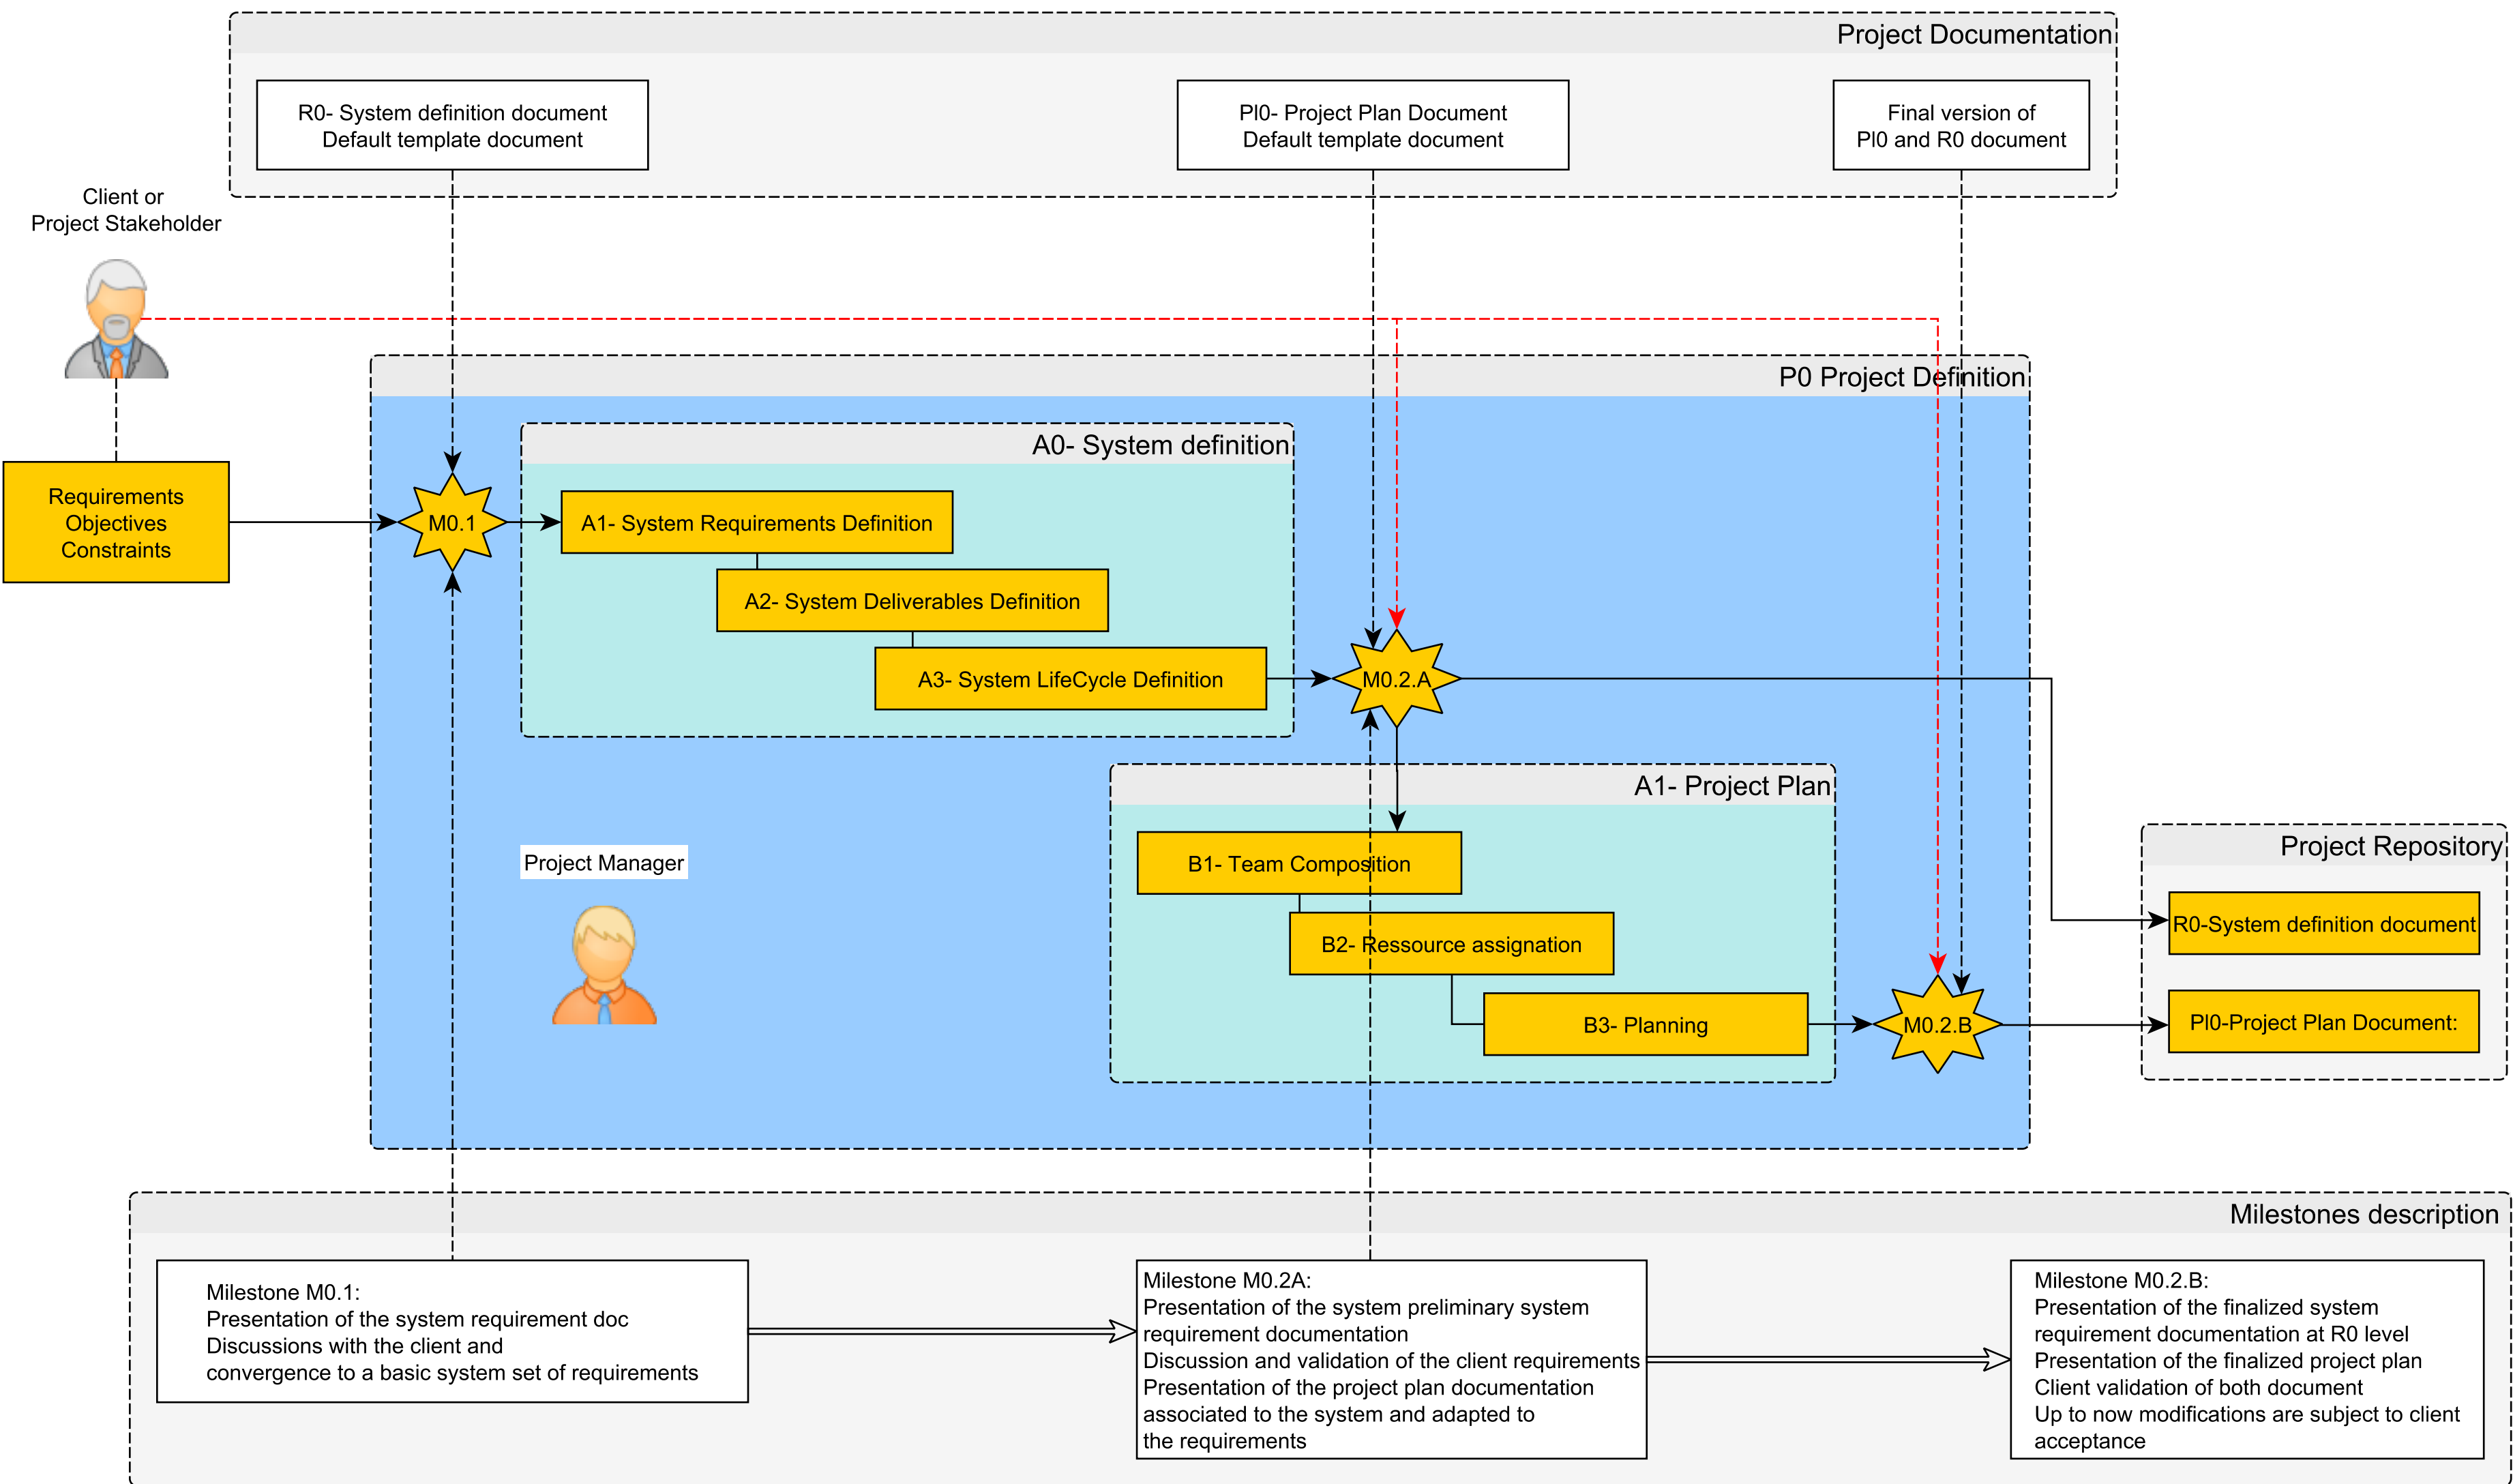 Project Documentation
R0- System definition document
Default template document
Pl0- Project Plan Document
Default template document
Final version of
Pl0 and R0 document
Client or
Project Stakeholder
P0 Project Definition
A0- System definition
Requirements
Objectives
Constraints
M0.1
A1- System Requirements Definition
A2- System Deliverables Definition
A3- System LifeCycle Definition
M0.2.A
A1- Project Plan
Project Manager
B1- Team Composition
B2- Ressource assignation
B3- Planning
M0.2.B
Project Repository
R0-System definition document
Pl0-Project Plan Document:
Milestones description
Milestone M0.1:
Presentation of the system requirement doc
Discussions with the client and
convergence to a basic system set of requirements
Milestone M0.2A:
Presentation of the system preliminary system
requirement documentation
Discussion and validation of the client requirements
Presentation of the project plan documentation
associated to the system and adapted to
the requirements
Milestone M0.2.B:
Presentation of the finalized system
requirement documentation at R0 level
Presentation of the finalized project plan
Client validation of both document
Up to now modifications are subject to client
acceptance